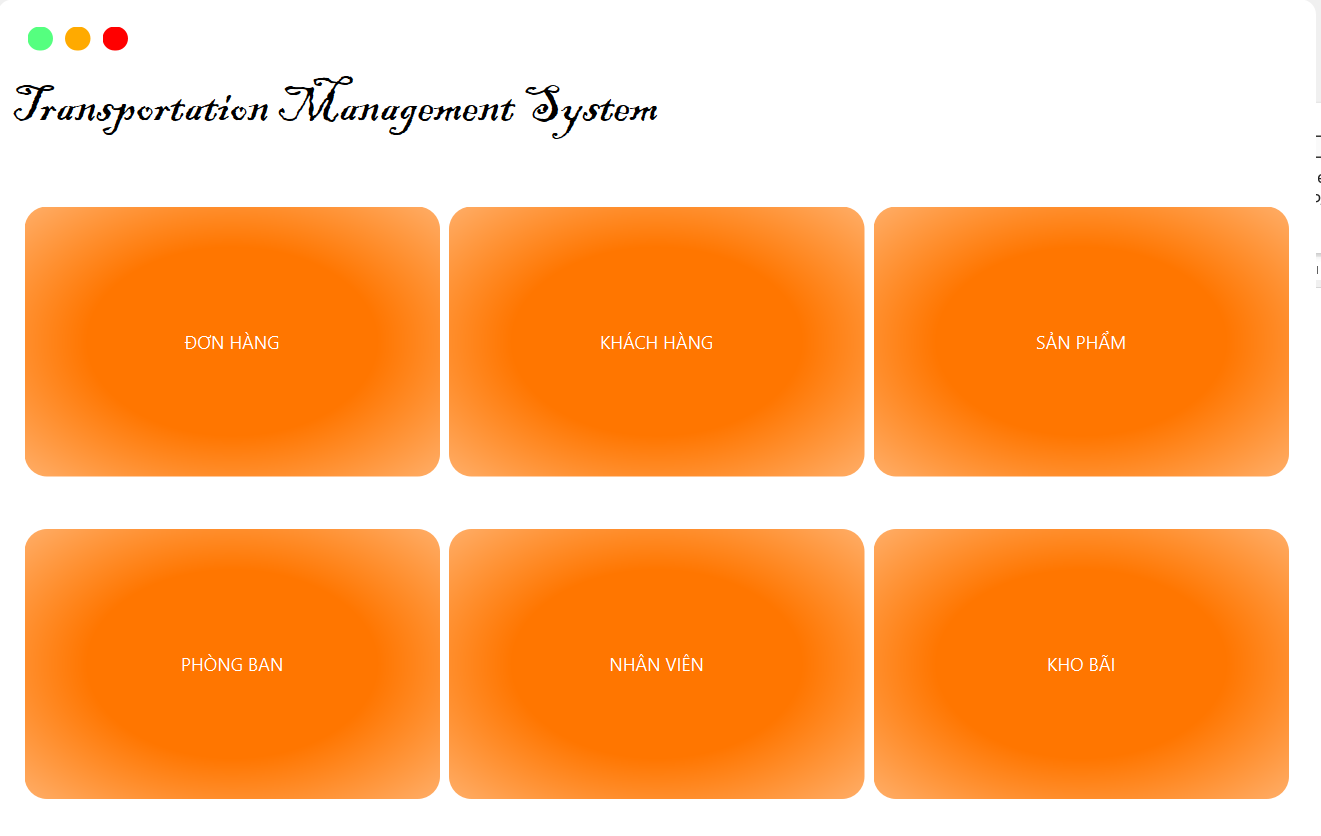 Transportation Management System
ĐƠN HÀNG
KHÁCH HÀNG
SẢN PHẨM
PHÒNG BAN
NHÂN VIÊN
KHO BÃI